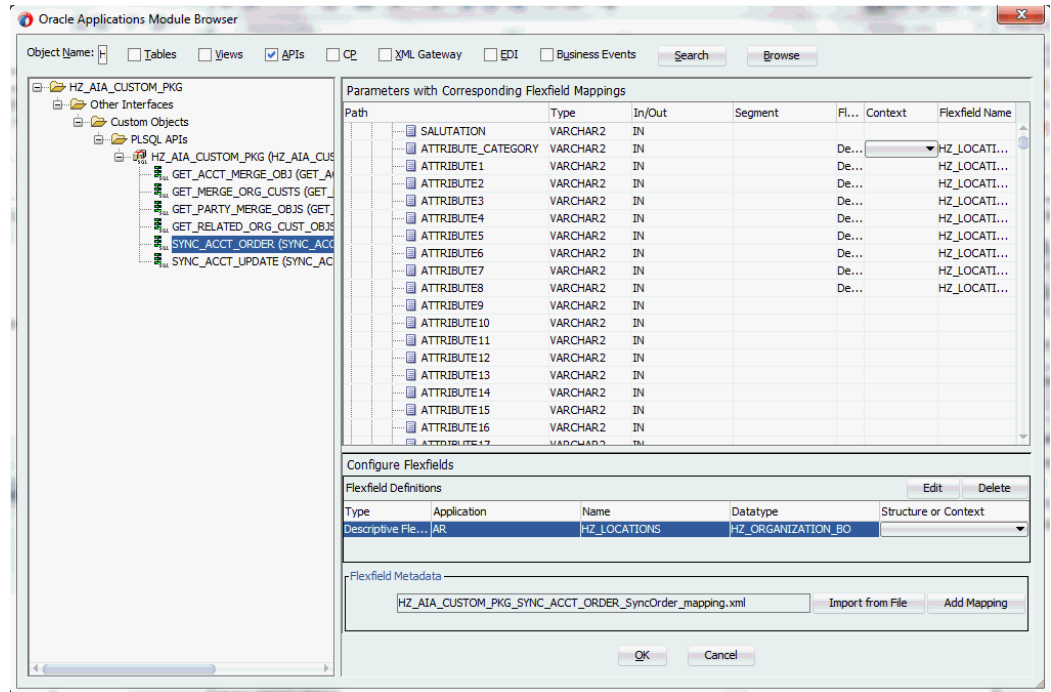 Oracle Applications Module Browser
Object Name: H Tables Views APIs CP XML Gateway EDI Business Events Search Browse
HZ_AIA_CUSTOM_PKG
Other Interfaces
Custom Objects
PLSQL APIs
HZ_AIA_CUSTOM_PKG (HZ_AIA_CUS
GET_ACCT_MERGE_OBJ (GET_A
GET_MERGE_ORG_CUSTS (GET_
GET_PARTY_MERGE_OBJS (GET_
GET_RELATED_ORG_CUST_OBJS
SYNC_ACCT_ORDER (SYNC_ACC
SYNC_ACCT_UPDATE (SYNC_AC
Parameters with Corresponding Flexfield Mappings
Path Type In/Out Segment Fl... Context Flexfield Name
SALUTATION VARCHAR2 IN
ATTRIBUTE_CATEGORY VARCHAR2 IN De... HZ_LOCATI...
ATTRIBUTE1 VARCHAR2 IN De... HZ_LOCATI...
ATTRIBUTE2 VARCHAR2 IN De... HZ_LOCATI...
ATTRIBUTE3 VARCHAR2 IN De... HZ_LOCATI...
ATTRIBUTE4 VARCHAR2 IN De... HZ_LOCATI...
ATTRIBUTE5 VARCHAR2 IN De... HZ_LOCATI...
ATTRIBUTE6 VARCHAR2 IN De... HZ_LOCATI...
ATTRIBUTE7 VARCHAR2 IN De... HZ_LOCATI...
ATTRIBUTE8 VARCHAR2 IN De... HZ_LOCATI...
ATTRIBUTE9 VARCHAR2 IN
ATTRIBUTE10 VARCHAR2 IN
ATTRIBUTE11 VARCHAR2 IN
ATTRIBUTE12 VARCHAR2 IN
ATTRIBUTE13 VARCHAR2 IN
ATTRIBUTE14 VARCHAR2 IN
ATTRIBUTE15 VARCHAR2 IN
ATTRIBUTE16 VARCHAR2 IN
ATTRIBUTE17 VARCHAR2 IN
Configure Flexfields
Flexfield Definitions Edit Delete
Type Application Name Datatype Structure or Context
Descriptive Fle... AR HZ_LOCATIONS HZ_ORGANIZATION_BO
Flexfield Metadata
HZ_AIA_CUSTOM_PKG_SYNC_ACCT_ORDER_SyncOrder_mapping.xml Import from File Add Mapping
OK Cancel